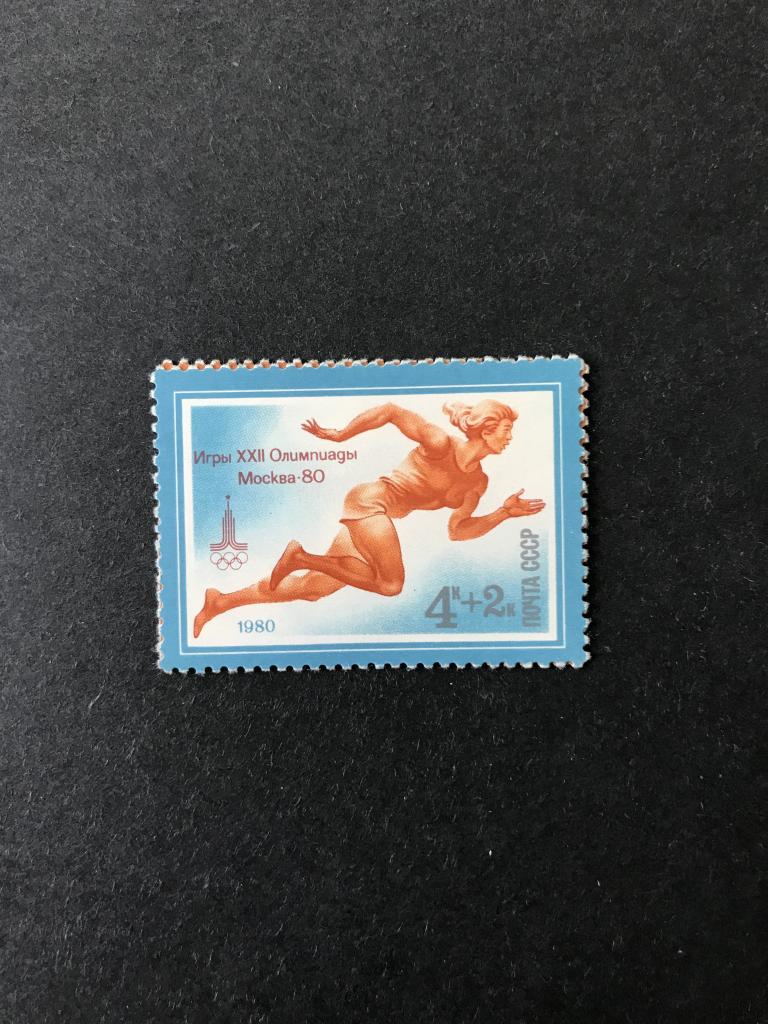 Игры XXII Олимпиады
Москва·80
1980
4к+2к
ПОЧТА СССР